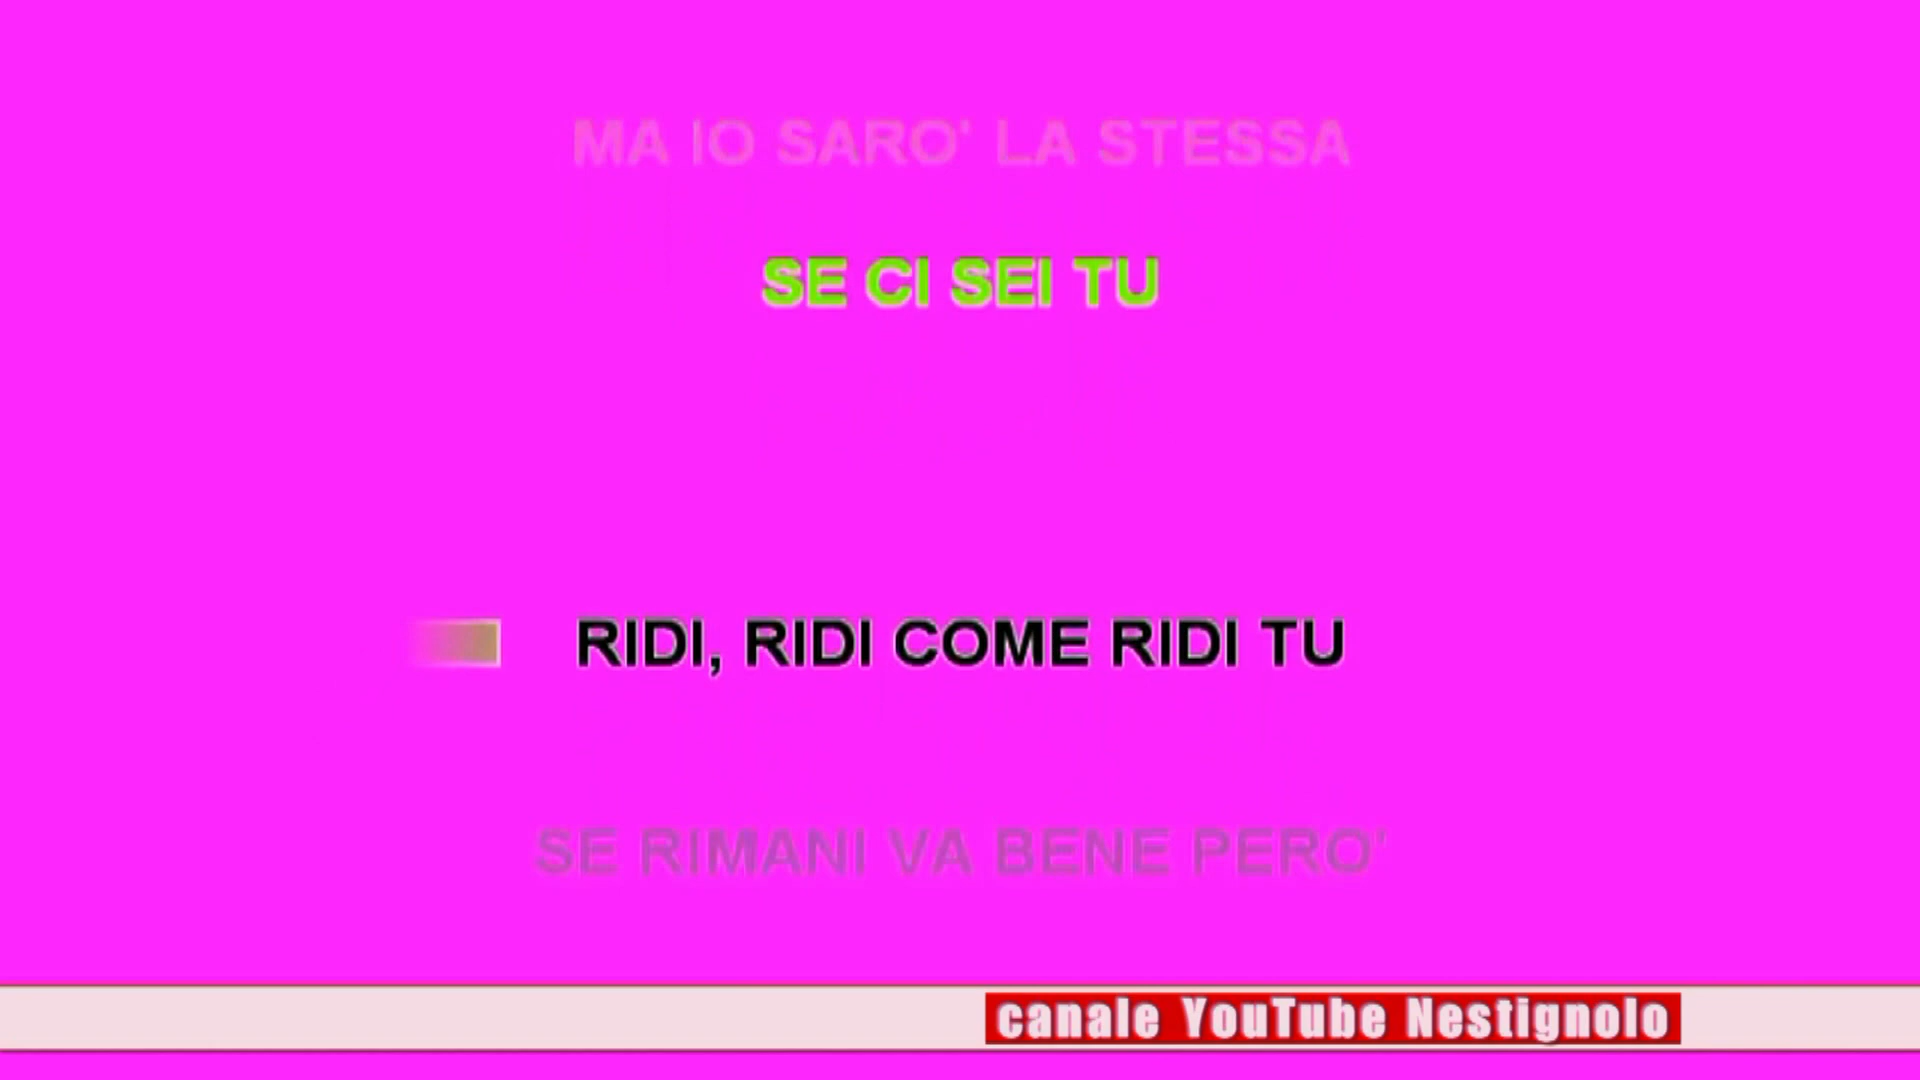 MA IO SARO' LA STESSA
SE CI SEI TU
RIDI, RIDI COME RIDI TU
SE RIMANI VA BENE PERO'
canale YouTube Nestignolo